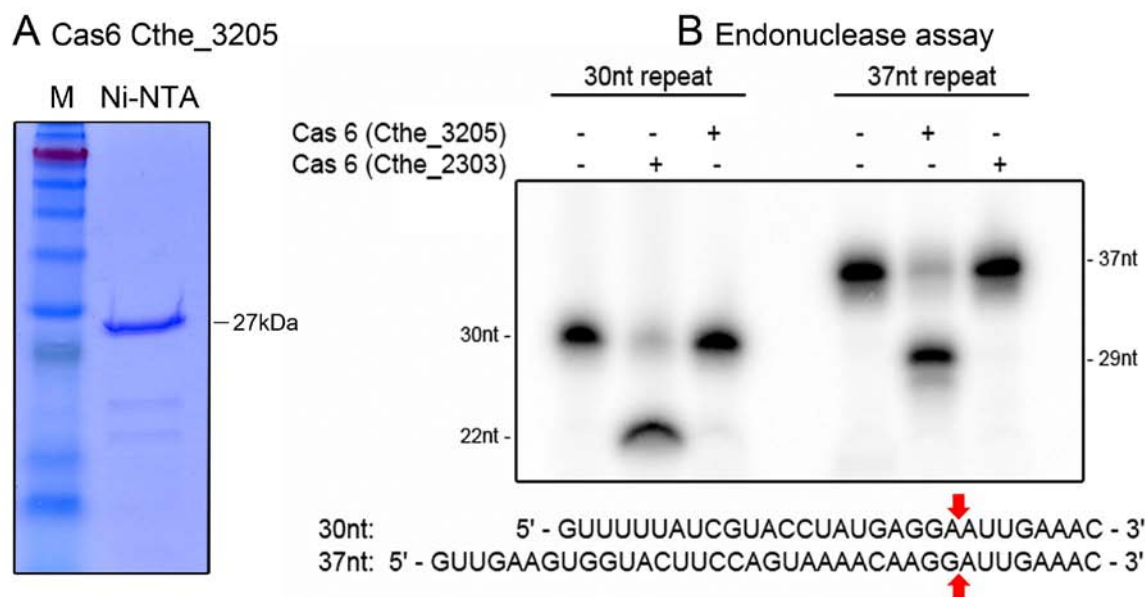 A Cas6 Cthe_3205
M Ni-NTA
27kDa
B Endonuclease assay
30nt repeat 37nt repeat
Cas 6 (Cthe_3205) - - + - + -
Cas 6 (Cthe_2303) - + - - - +
- 37nt
30nt -
- 29nt
22nt -
30nt: 5' - GUUUUUAUCGUACCUAUGAGGAAUUGAAAC - 3'
37nt: 5' - GUUGAAGUGGUACUUCCAGUAAAACAAGGAUUGAAAC - 3'